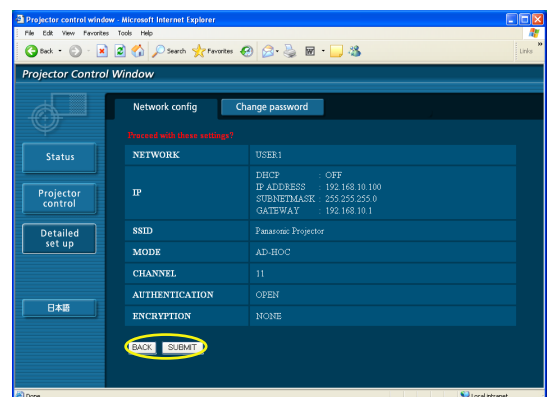 Projector control window - Microsoft Internet Explorer
File Edit View Favorites Tools Help
Back Search Favorites Links
Projector Control Window
Network config Change password
Proceed with these settings?
Status
Projector control
Detailed set up
日本語
NETWORK USER1
IP
DHCP : OFF
IP ADDRESS : 192.168.10.100
SUBNETMASK : 255.255.255.0
GATEWAY : 192.168.10.1
SSID Panasonic Projector
MODE AD-HOC
CHANNEL 11
AUTHENTICATION OPEN
ENCRYPTION NONE
BACK SUBMIT
Done Local intranet